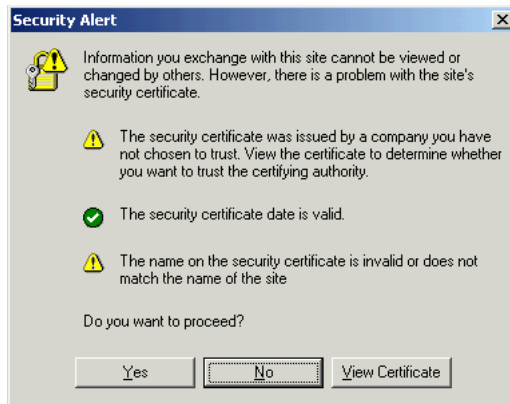 Security Alert
Information you exchange with this site cannot be viewed or
changed by others. However, there is a problem with the site's
security certificate.
The security certificate was issued by a company you have
not chosen to trust. View the certificate to determine whether
you want to trust the certifying authority.
The security certificate date is valid.
The name on the security certificate is invalid or does not
match the name of the site
Do you want to proceed?
Yes No View Certificate